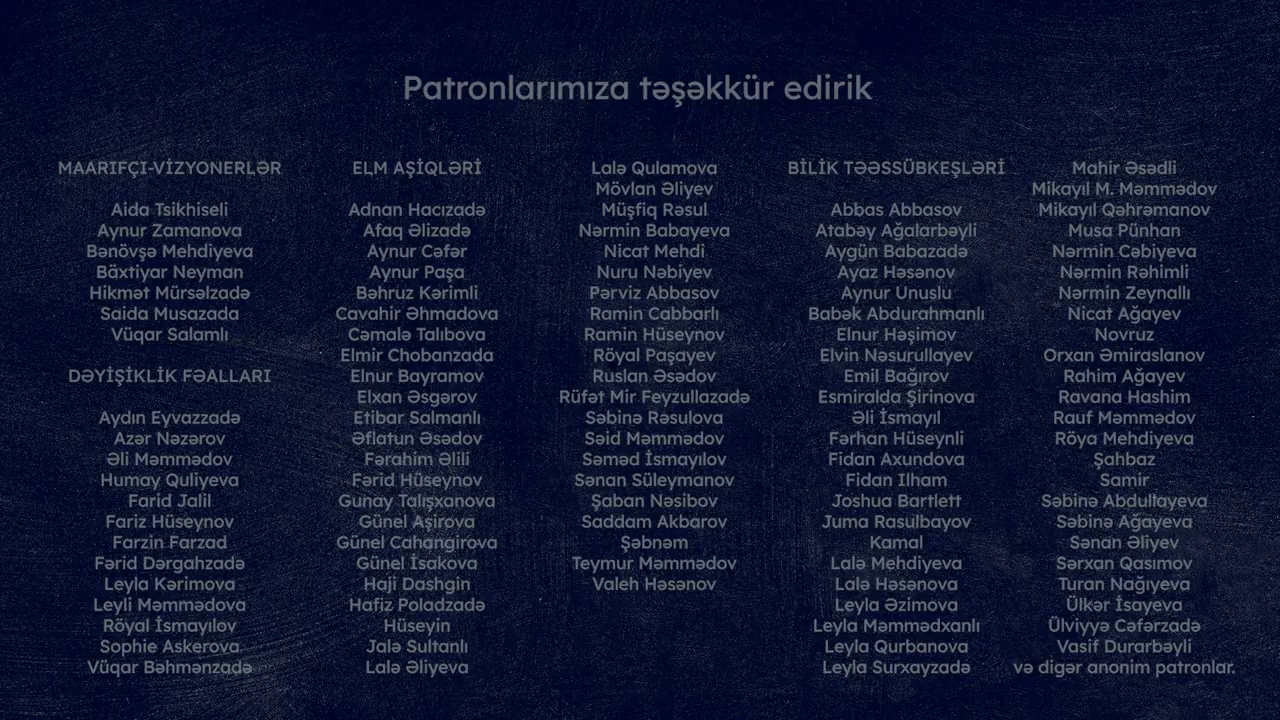 Patronlarımıza təşəkkür edirik
MAARIFÇI-VİZYONERLƏR
Aida Tsikhiseli
Aynur Zamanova
Bənövşə Mehdiyeva
Bäxtiyar Neyman
Hikmət Mürsəlzadə
Saida Musazada
Vüqar Salamlı
DƏYİŞİKLİK FƏALLARI
Aydın Eyvazzadə
Azər Nəzərov
Əli Məmmədov
Humay Quliyeva
Farid Jalil
Fariz Hüseynov
Farzin Farzad
Fərid Dərgahzadə
Leyla Kərimova
Leyli Məmmədova
Röyal İsmayılov
Sophie Askerova
Vüqar Bəhmənzadə
ELM AŞİQLƏRİ
Adnan Hacızadə
Afaq Əlizadə
Aynur Cəfər
Aynur Paşa
Bəhruz Kərimli
Cavahir Əhmadova
Cəmalə Talıbova
Elmir Chobanzada
Elnur Bayramov
Elxan Əsgərov
Etibar Salmanlı
Əflatun Əsədov
Fərahim Əlili
Fərid Hüseynov
Gunay Talışxanova
Günel Aşirova
Günel Cahangirova
Günel İsakova
Haji Dashgin
Hafiz Poladzadə
Hüseyin
Jalə Sultanlı
Lalə Əliyeva
Lalə Qulamova
Mövlan Əliyev
Müşfiq Rəsul
Nərmin Babayeva
Nicat Mehdi
Nuru Nəbiyev
Pərviz Abbasov
Ramin Cabbarlı
Ramin Hüseynov
Röyal Paşayev
Ruslan Əsədov
Rüfət Mir Feyzullazadə
Səbinə Rəsulova
Səid Məmmədov
Səməd İsmayılov
Sənan Süleymanov
Şaban Nəsibov
Saddam Akbarov
Şəbnəm
Teymur Məmmədov
Valeh Həsənov
BİLİK TƏƏSSÜBKEŞLƏRİ
Abbas Abbasov
Atabəy Ağalarbəyli
Aygün Babazadə
Ayaz Həsənov
Aynur Unuslu
Babək Abdurahmanlı
Elnur Həşimov
Elvin Nəsurullayev
Emil Bağırov
Esmiralda Şirinova
Əli İsmayıl
Fərhan Hüseynli
Fidan Axundova
Fidan Ilham
Joshua Bartlett
Juma Rasulbayov
Kamal
Lalə Mehdiyeva
Lalə Həsənova
Leyla Əzimova
Leyla Məmmədxanlı
Leyla Qurbanova
Leyla Surxayzadə
Mahir Əsədli
Mikayıl M. Məmmədov
Mikayıl Qəhrəmanov
Musa Pünhan
Nərmin Cəbiyeva
Nərmin Rəhimli
Nərmin Zeynallı
Nicat Ağayev
Novruz
Orxan Əmiraslanov
Rahim Ağayev
Ravana Hashim
Rauf Məmmədov
Röya Mehdiyeva
Şahbaz
Samir
Səbinə Abdullayeva
Səbinə Ağayeva
Sənan Əliyev
Sərxan Qasımov
Turan Nağıyeva
Ülkər İsayeva
Ülviyyə Cəfərzadə
Vasif Durarbəyli
və digər anonim patronlar.